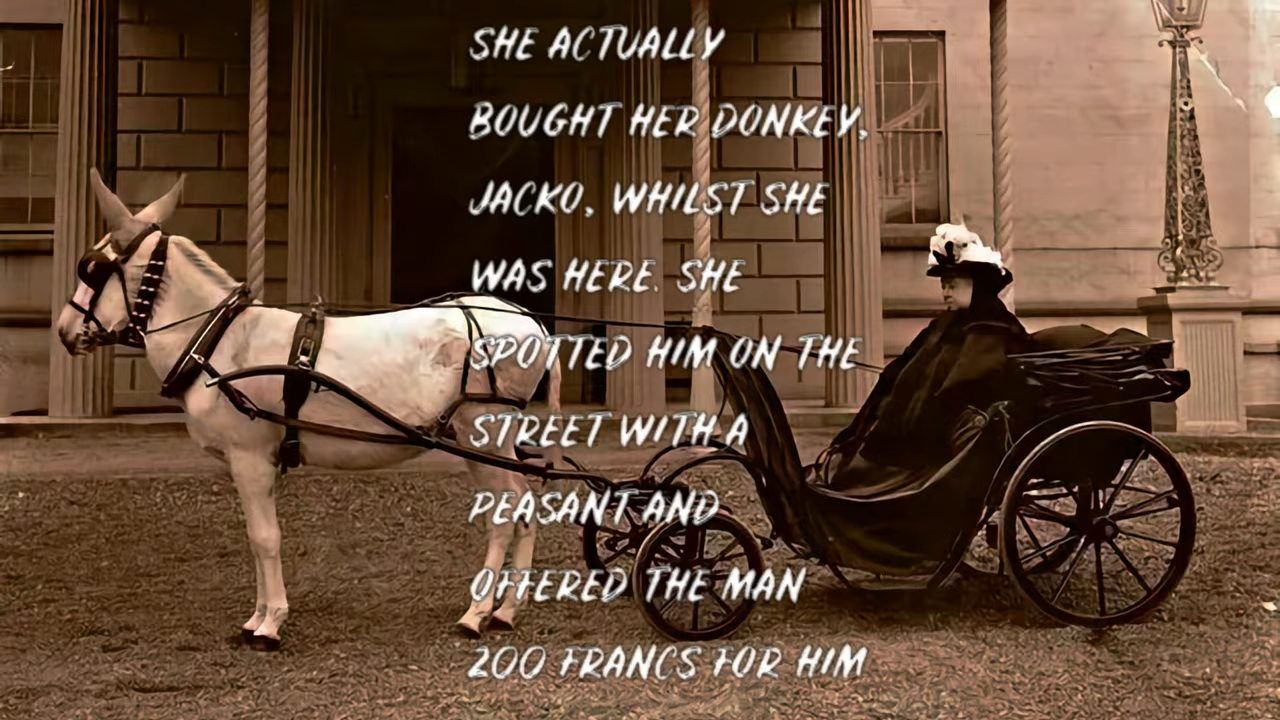 SHE ACTUALLY
BOUGHT HER DONKEY,
JACKO, WHILST SHE
WAS HERE. SHE
SPOTTED HIM ON THE
STREET WITH A
PEASANT AND
OFFERED THE MAN
200 FRANCS FOR HIM